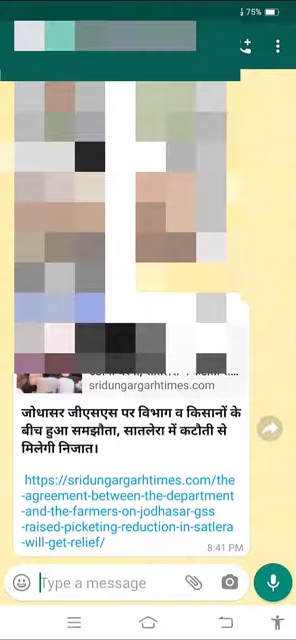 75%
sridungargarhtimes.com
जोधासर जीएसएस पर विभाग व किसानों के
बीच हुआ समझौता, सातलेरा में कटौती से
मिलेगी निजात।
https://sridungargarhtimes.com/the
-agreement-between-the-department
-and-the-farmers-on-jodhasar-gss
-raised-picketing-reduction-in-satlera
-will-get-relief/
8:41 PM
Type a message